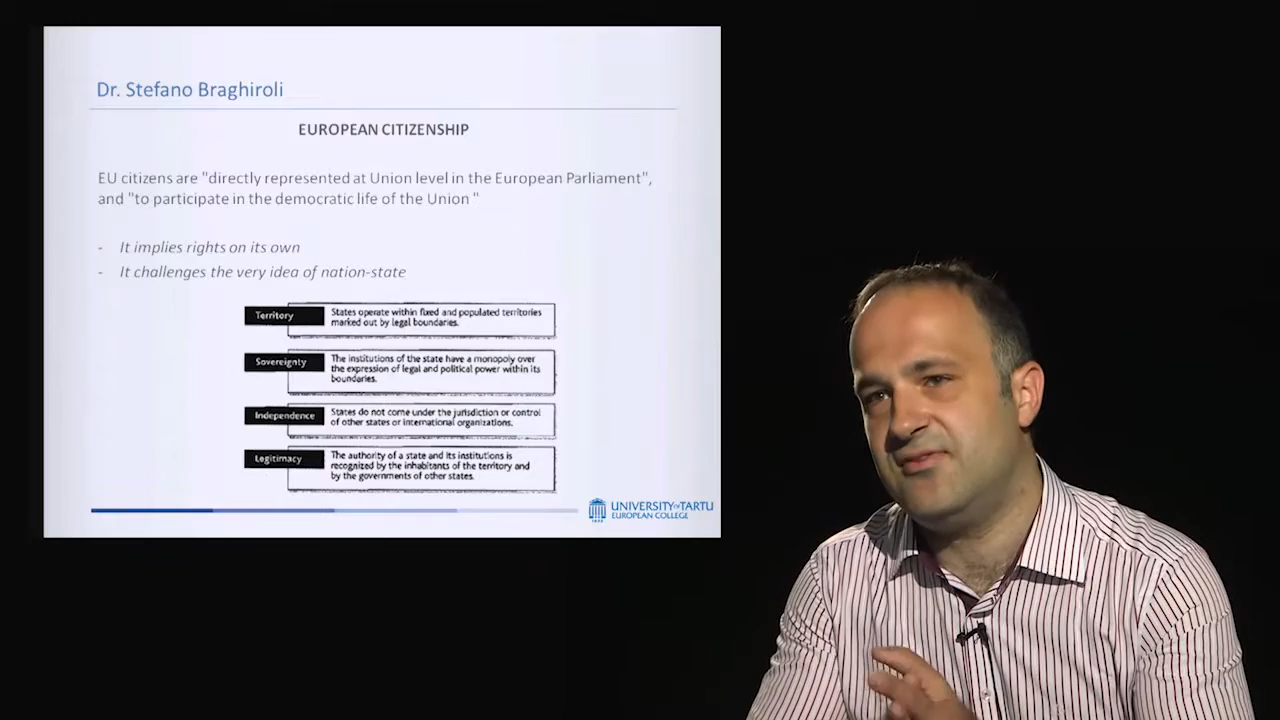 Dr. Stefano Braghiroli
EUROPEAN CITIZENSHIP
EU citizens are "directly represented at Union level in the European Parliament",
and "to participate in the democratic life of the Union "
- It implies rights on its own
- It challenges the very idea of nation-state
Territory
States operate within fixed and populated territories
marked out by legal boundaries.
Sovereignty
The institutions of the state have a monopoly over
the expression of legal and political power within its
boundaries.
Independence
States do not come under the jurisdiction or control
of other states or international organizations.
Legitimacy
The authority of a state and its institutions is
recognized by the inhabitants of the territory and
by the governments of other states.
UNIVERSITY OF TARTU
EUROPEAN COLLEGE
1632